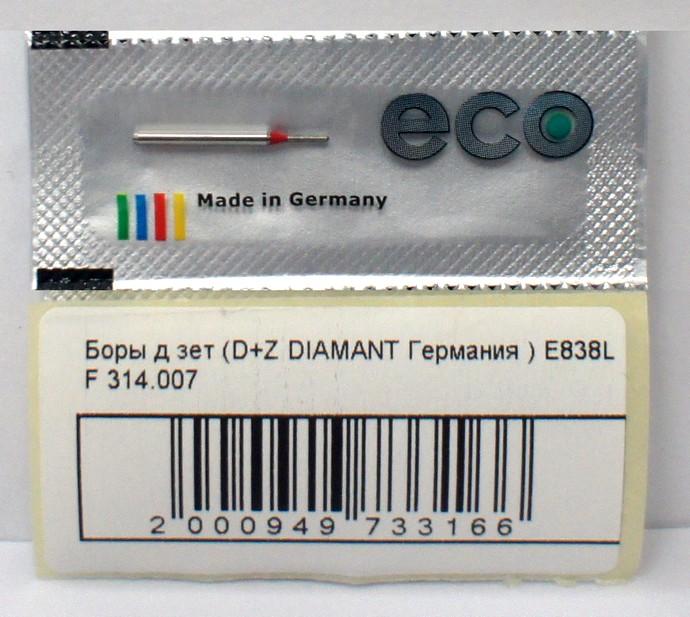 eco
Made in Germany
Боры д зет (D+Z DIAMANT Германия ) E838L
F 314.007
2 000949 733166